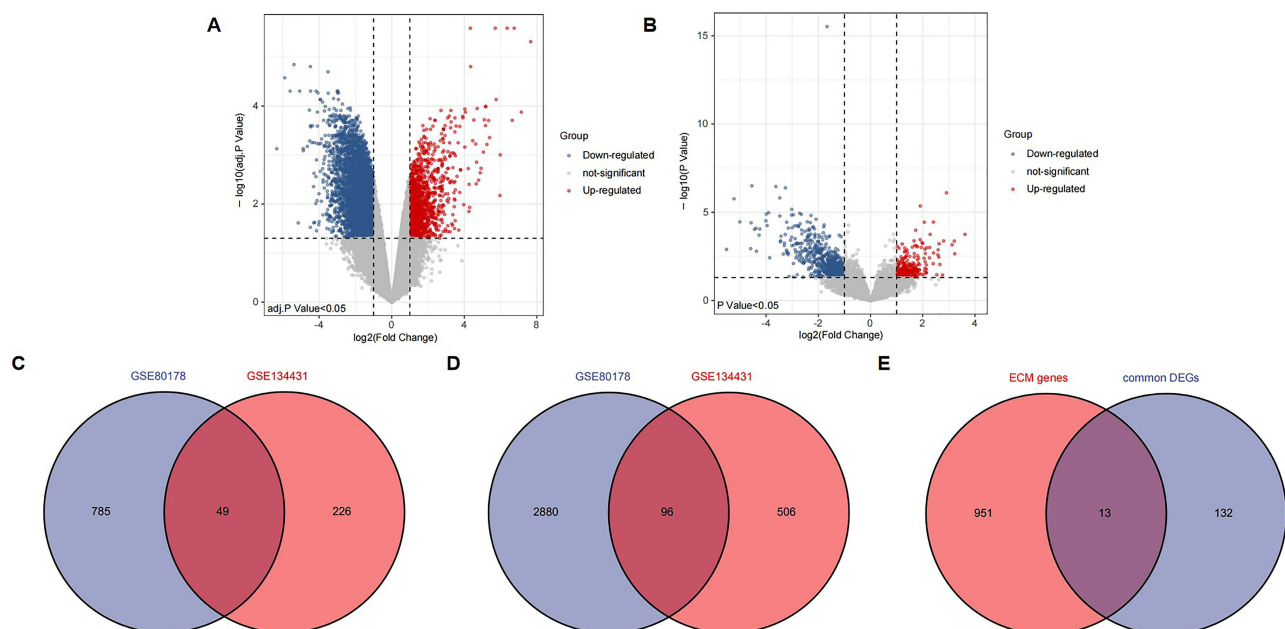 A
− log10(adj.P Value)
4
2
0
-4
0
4
8
adj.P Value<0.05
log2(Fold Change)
Group
Down-regulated
not-significant
Up-regulated
B
− log10(P Value)
15
10
5
0
-4
-2
0
2
4
P Value<0.05
log2(Fold Change)
Group
Down-regulated
not-significant
Up-regulated
C
GSE80178
GSE134431
785
49
226
D
GSE80178
GSE134431
2880
96
506
E
ECM genes
common DEGs
951
13
132